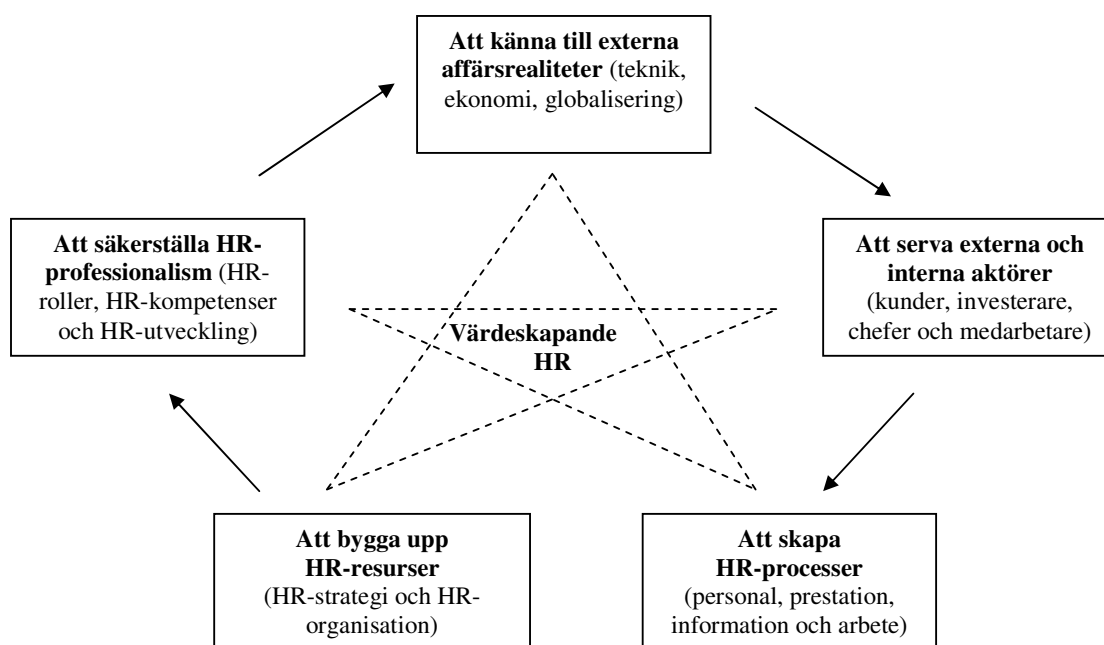 Att känna till externa
affärsrealiteter (teknik,
ekonomi, globalisering)
Att säkerställa HR-
professionalism (HR-
roller, HR-kompetenser
och HR-utveckling)
Att serva externa och
interna aktörer
(kunder, investerare,
chefer och medarbetare)
Värdeskapande
HR
Att bygga upp
HR-resurser
(HR-strategi och HR-
organisation)
Att skapa
HR-processer
(personal, prestation,
information och arbete)